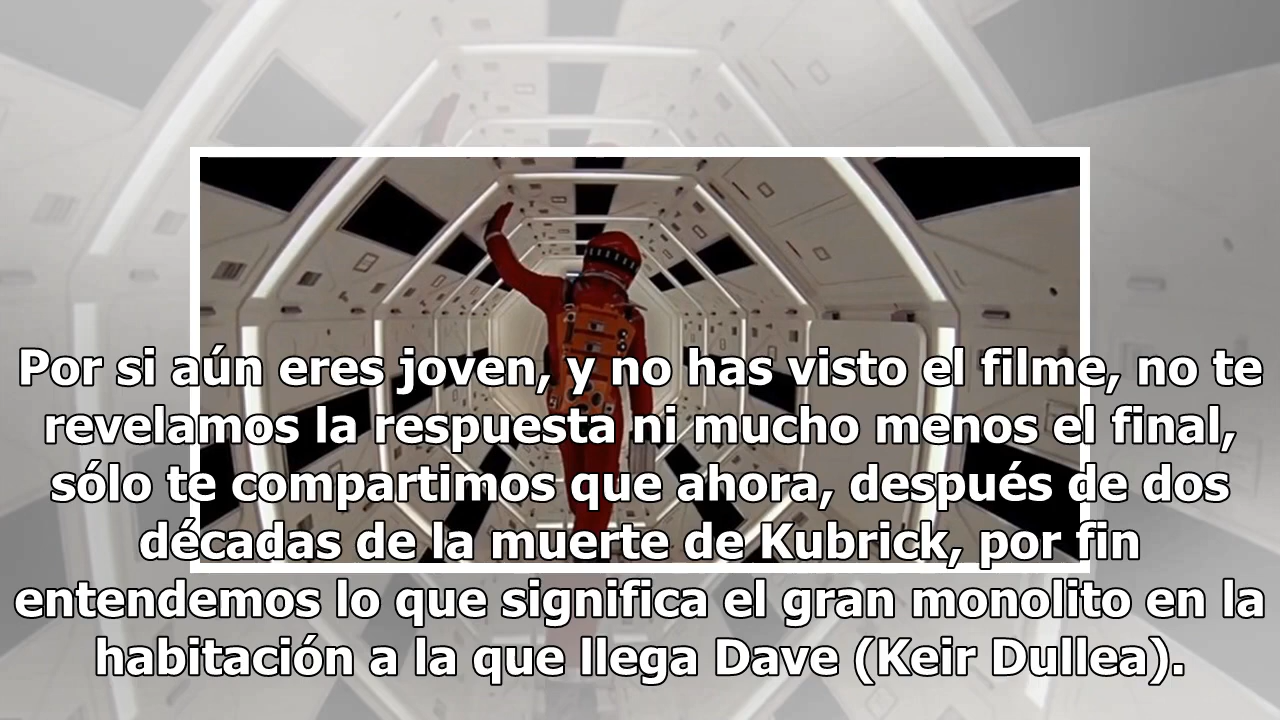 Por si aún eres joven, y no has visto el filme, no te
revelamos la respuesta ni mucho menos el final,
sólo te compartimos que ahora, después de dos
décadas de la muerte de Kubrick, por fin
entendemos lo que significa el gran monolito en la
habitación a la que llega Dave (Keir Dullea).